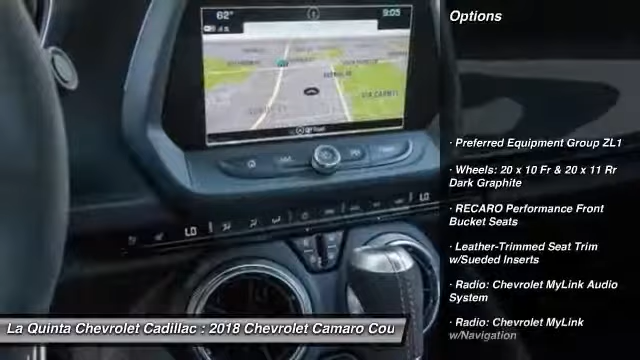 Options
62° 9:05
LO LO
· Preferred Equipment Group ZL1
· Wheels: 20 x 10 Fr & 20 x 11 Rr
Dark Graphite
· RECARO Performance Front
Bucket Seats
· Leather-Trimmed Seat Trim
w/Sueded Inserts
· Radio: Chevrolet MyLink Audio
System
· Radio: Chevrolet MyLink
w/Navigation
La Quinta Chevrolet Cadillac : 2018 Chevrolet Camaro Cou